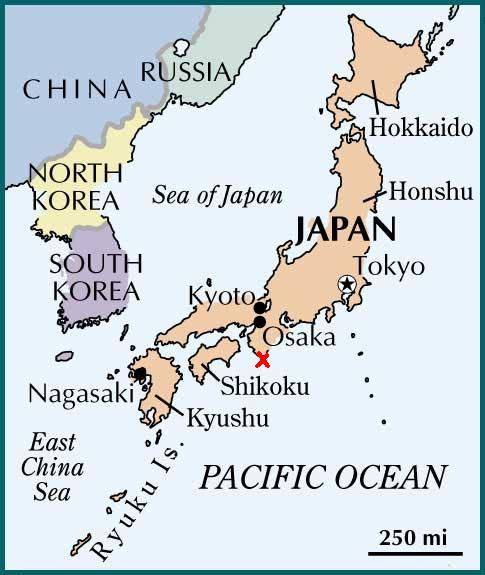 CHINA
RUSSIA
NORTH
KOREA
SOUTH
KOREA
Sea of Japan
Hokkaido
Honshu
JAPAN
Tokyo
Kyoto
Osaka
Nagasaki
Shikoku
Kyushu
East
China
Sea
Ryuku Is.
PACIFIC OCEAN
250 mi